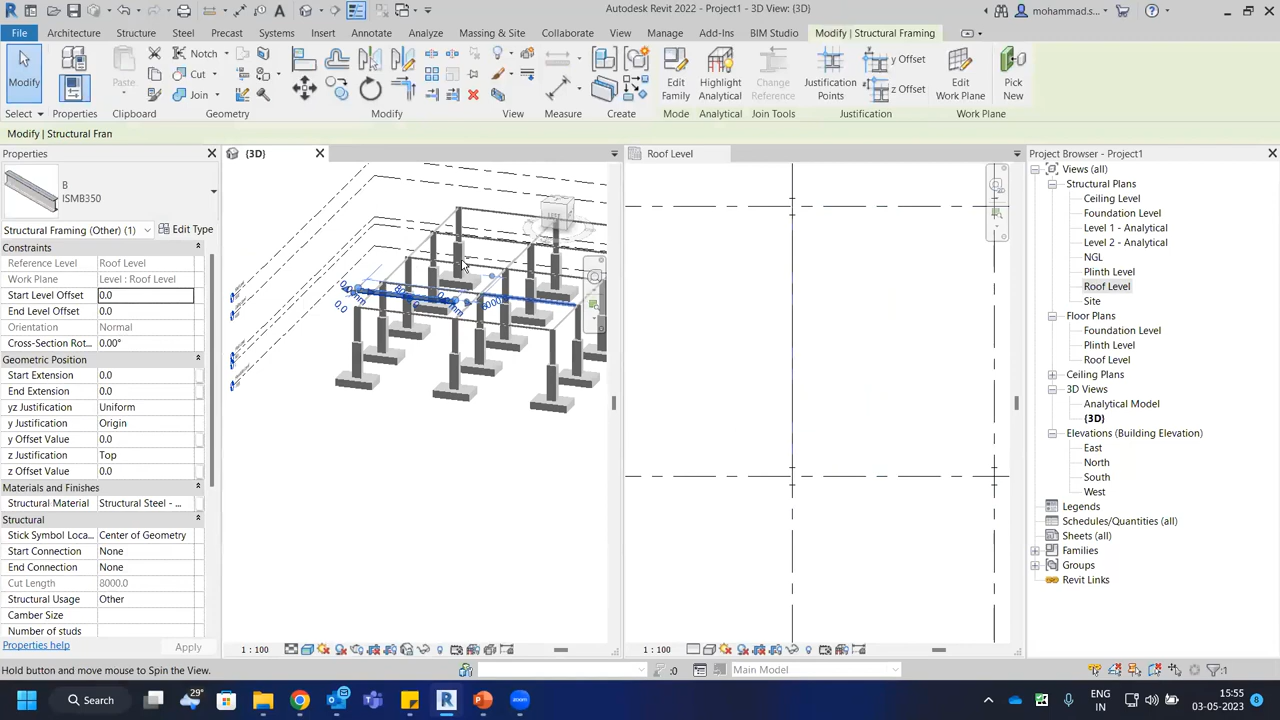 Autodesk Revit 2022 - Project1 - 3D View: {3D}
mohammad.s...
File Architecture Structure Steel Precast Systems Insert Annotate Analyze Massing & Site Collaborate View Manage Add-Ins BIM Studio Modify | Structural Framing
Modify Paste Notch Cut Join Edit Family Highlight Analytical Change Reference Justification Points y Offset z Offset Edit Work Plane Pick New
Select Properties Clipboard Geometry Modify View Measure Create Mode Analytical Join Tools Justification Work Plane
Modify | Structural Fran
Properties
B
ISMB350
Structural Framing (Other) (1) Edit Type
Constraints
Reference Level Roof Level
Work Plane Level : Roof Level
Start Level Offset 0.0
End Level Offset 0.0
Orientation Normal
Cross-Section Rot... 0.00°
Geometric Position
Start Extension 0.0
End Extension 0.0
yz Justification Uniform
y Justification Origin
y Offset Value 0.0
z Justification Top
z Offset Value 0.0
Materials and Finishes
Structural Material Structural Steel - ...
Structural
Stick Symbol Loca... Center of Geometry
Start Connection None
End Connection None
Cut Length 8000.0
Structural Usage Other
Camber Size
Number of studs
Properties help Apply
{3D}
0.0
1 : 100
Roof Level
1 : 100
Project Browser - Project1
Views (all)
Structural Plans
Ceiling Level
Foundation Level
Level 1 - Analytical
Level 2 - Analytical
NGL
Plinth Level
Roof Level
Site
Floor Plans
Foundation Level
Plinth Level
Roof Level
Ceiling Plans
3D Views
Analytical Model
{3D}
Elevations (Building Elevation)
East
North
South
West
Legends
Schedules/Quantities (all)
Sheets (all)
Families
Groups
Revit Links
Hold button and move mouse to Spin the View.
:0
Main Model
:1
29°
Search
ENG
IN
15:55
03-05-2023